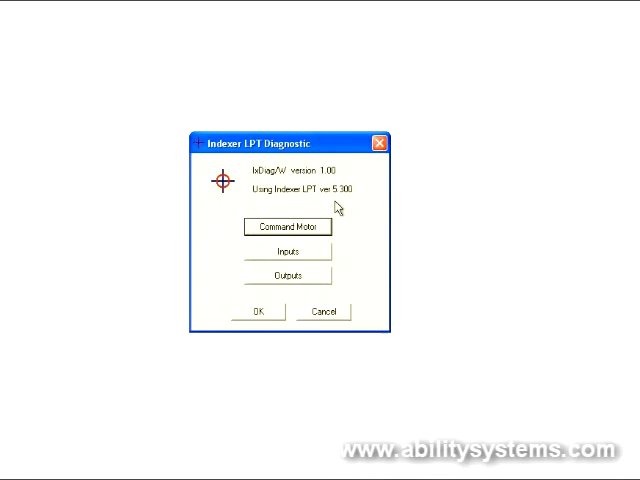 Indexer LPT Diagnostic
IxDiag/W version 1.00
Using Indexer LPT ver 5.300
Command Motor
Inputs
Outputs
OK
Cancel
www.abilitysystems.com